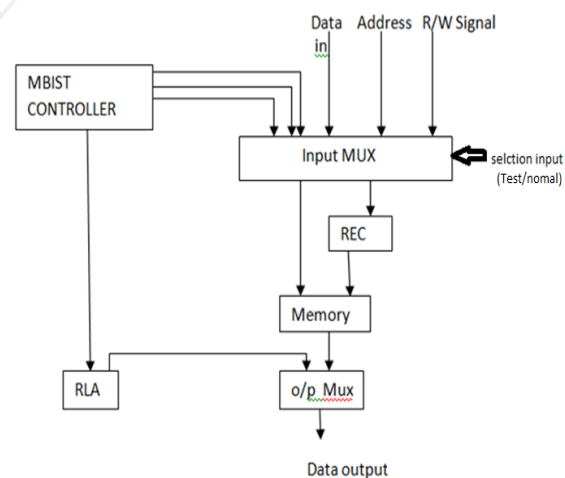 Data Address R/W Signal
in
MBIST
CONTROLLER
Input MUX
selction input
(Test/nomal)
REC
Memory
RLA
o/p Mux
Data output